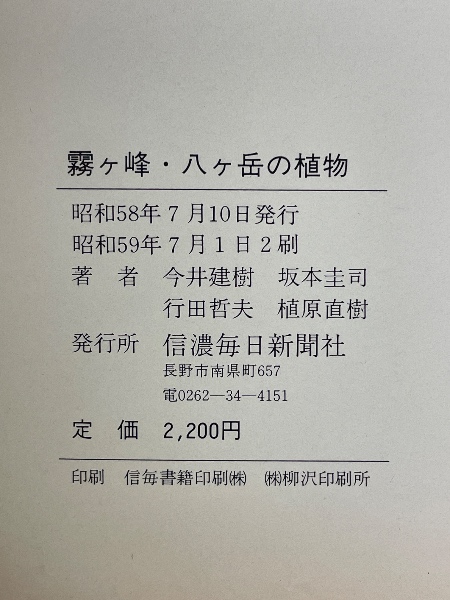 霧ヶ峰・八ヶ岳の植物
昭和58年7月10日発行
昭和59年7月1日2刷
著者 今井建樹 坂本圭司
行田哲夫 植原直樹
発行所 信濃毎日新聞社
長野市南県町657
電0262—34—4151
定価 2,200円
印刷 信毎書籍印刷㈱ ㈱柳沢印刷所